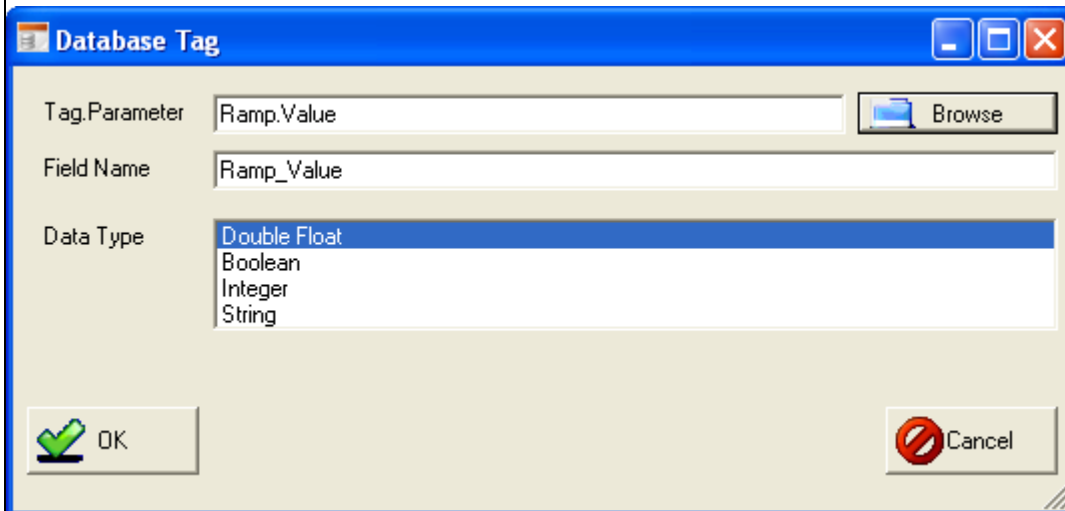 Database Tag
Tag.Parameter Ramp.Value Browse
Field Name Ramp_Value
Data Type Double Float
Boolean
Integer
String
OK Cancel